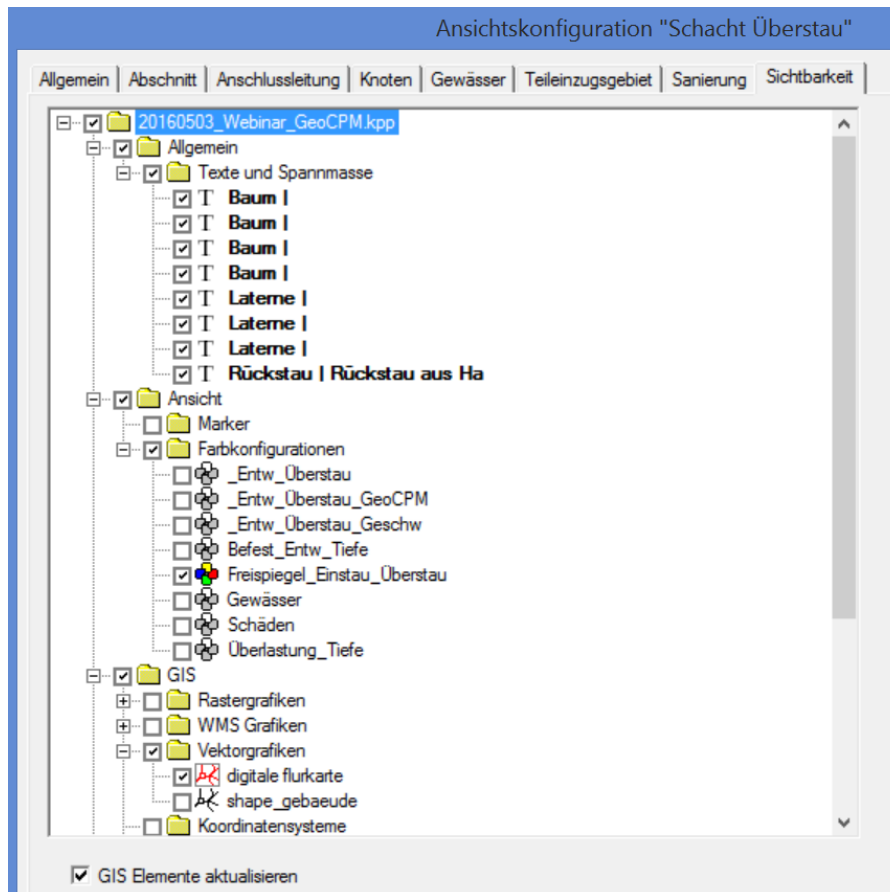 Ansichtskonfiguration "Schacht Überstau"
Allgemein Abschnitt Anschlussleitung Knoten Gewässer Teileinzugsgebiet Sanierung Sichtbarkeit
20160503_Webinar_GeoCPM.kpp
Allgemein
Texte und Spannmasse
T Baum |
T Baum |
T Baum |
T Baum |
T Laterne |
T Laterne |
T Laterne |
T Rückstau | Rückstau aus Ha
Ansicht
Marker
Farbkonfigurationen
_Entw_Überstau
_Entw_Überstau_GeoCPM
_Entw_Überstau_Geschw
Befest_Entw_Tiefe
Freispiegel_Einstau_Überstau
Gewässer
Schäden
Überlastung_Tiefe
GIS
Rastergrafiken
WMS Grafiken
Vektorgrafiken
digitale flurkarte
shape_gebaeude
Koordinatensysteme
GIS Elemente aktualisieren